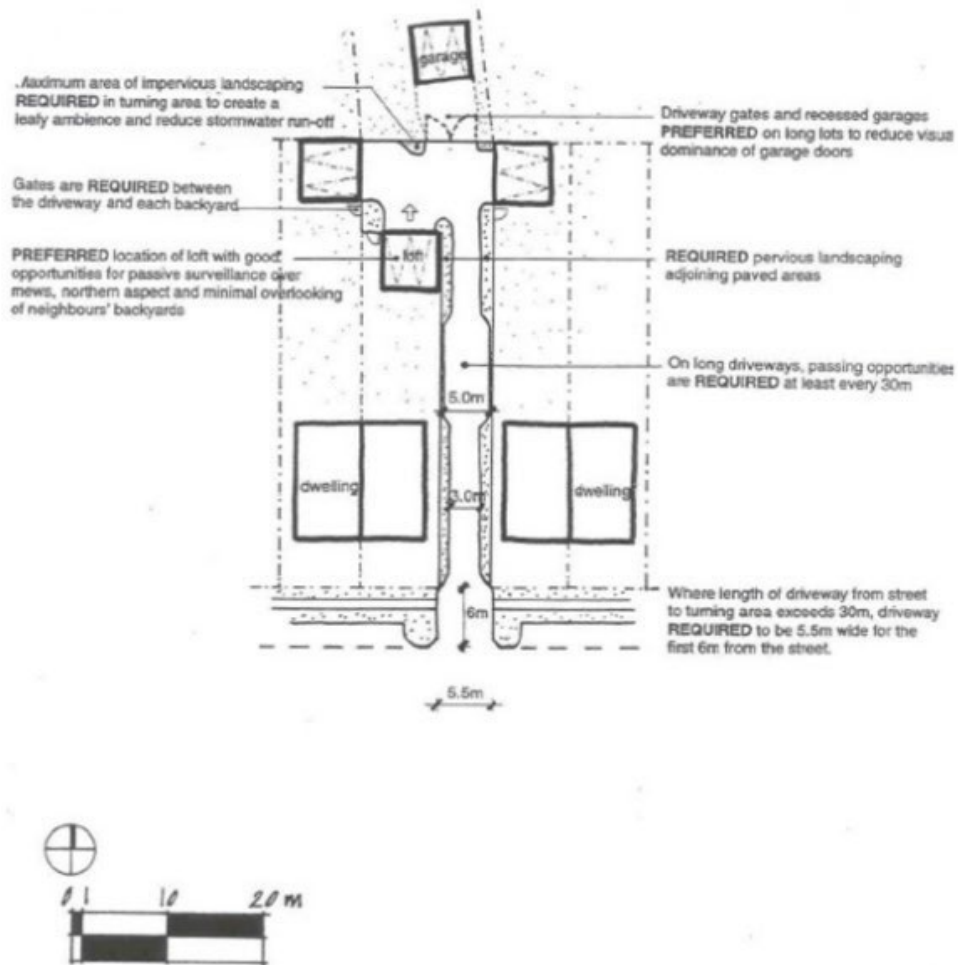 garage
.Aaximum area of impervious landscaping
REQUIRED in turning area to create a
leafy ambience and reduce stormwater run-off
Driveway gates and recessed garages
PREFERRED on long lots to reduce visual
dominance of garage doors
Gates are REQUIRED between
the driveway and each backyard
PREFERRED location of loft with good
opportunities for passive surveillance over
mews, northern aspect and minimal overlooking
of neighbours' backyards
loft
REQUIRED pervious landscaping
adjoining paved areas
On long driveways, passing opportunities
are REQUIRED at least every 30m
5.0m
dwelling
3.0m
dwelling
6m
Where length of driveway from street
to turning area exceeds 30m, driveway
REQUIRED to be 5.5m wide for the
first 6m from the street.
5.5m
0 1 10 20 m